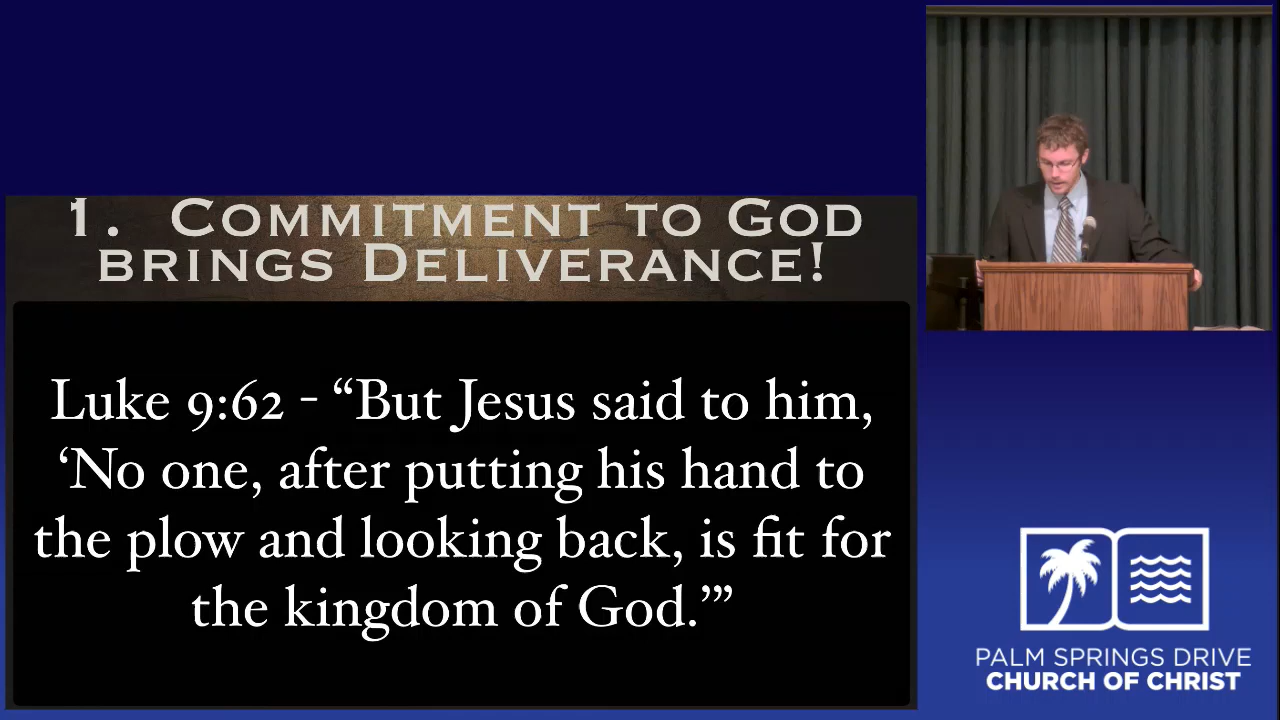 1. Commitment to God
brings Deliverance!
Luke 9:62 - “But Jesus said to him,
‘No one, after putting his hand to
the plow and looking back, is fit for
the kingdom of God.’”
PALM SPRINGS DRIVE
CHURCH OF CHRIST